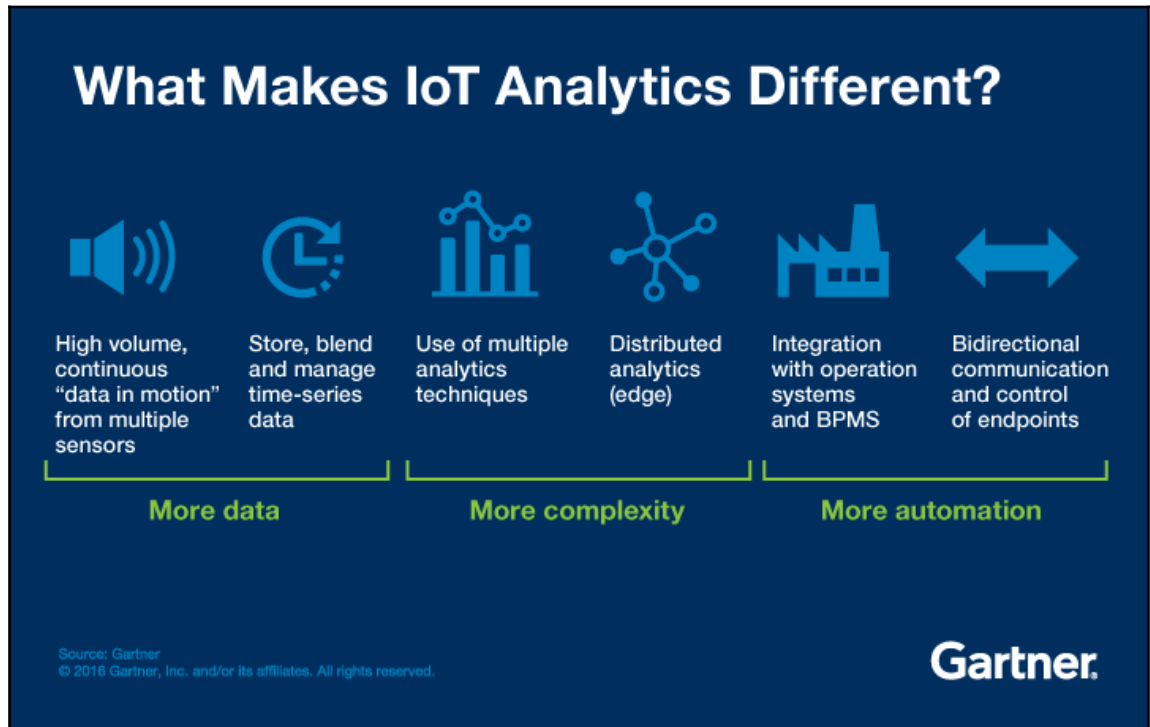 What Makes IoT Analytics Different?
High volume,
continuous
“data in motion”
from multiple
sensors
Store, blend
and manage
time-series
data
Use of multiple
analytics
techniques
Distributed
analytics
(edge)
Integration
with operation
systems
and BPMS
Bidirectional
communication
and control
of endpoints
More data
More complexity
More automation
Source: Gartner
© 2016 Gartner, Inc. and/or its affiliates. All rights reserved.
Gartner®